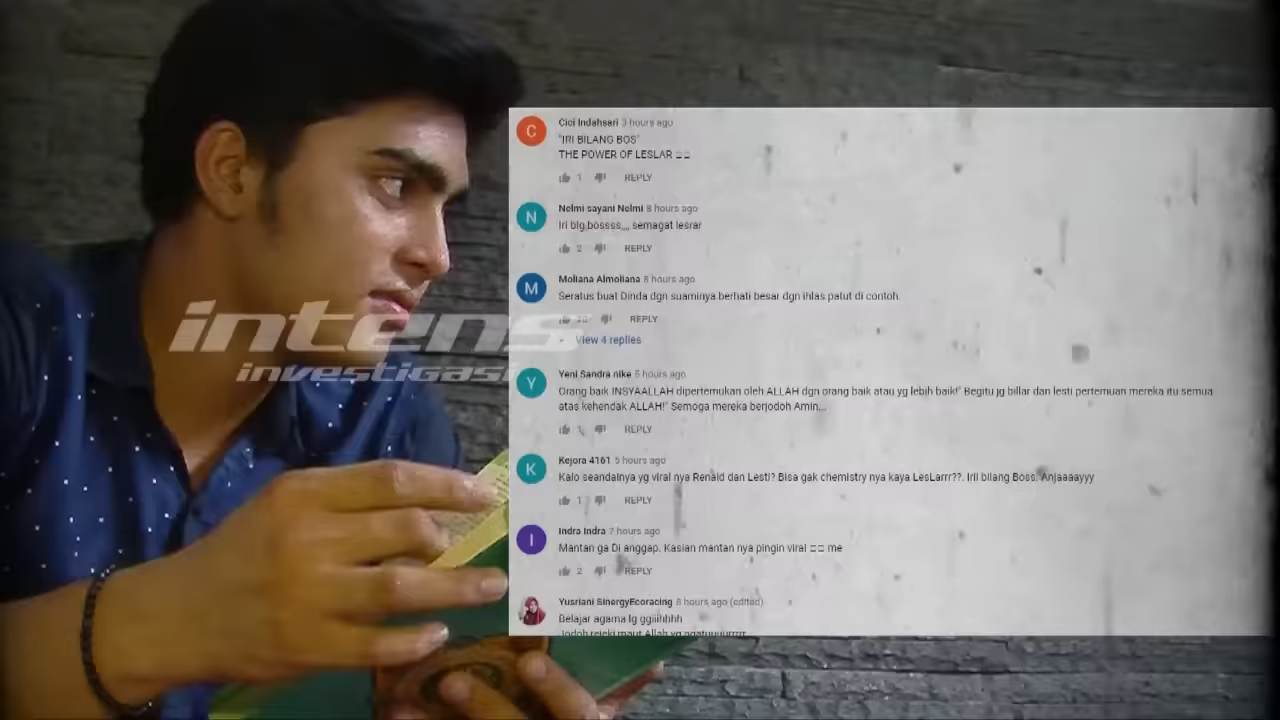 intens
investigasi
C
Cici Indahsari 3 hours ago
"IRI BILANG BOS"
THE POWER OF LESLAR
1 REPLY
N
Nelmi sayani Nelmi 8 hours ago
Iri blg bossss,,,, semagat lesrar
2 REPLY
M
Moliana Almoliana 8 hours ago
Seratus buat Dinda dgn suaminya berhati besar dgn ihlas patut di contoh.
20 REPLY
View 4 replies
Y
Yeni Sandra nike 5 hours ago
Orang baik INSYAALLAH dipertemukan oleh ALLAH dgn orang baik atau yg lebih baik!" Begitu jg billar dan lesti pertemuan mereka itu semua
atas kehendak ALLAH!" Semoga mereka berjodoh Amin...
1 REPLY
K
Kejora 4161 5 hours ago
Kalo seandainya yg viral nya Renald dan Lesti? Bisa gak chemistry nya kaya LesLarrr??. Irii bilang Boss. Anjaaaayyy
1 REPLY
I
Indra Indra 7 hours ago
Mantan ga Di anggap. Kasian mantan nya pingin viral me
2 REPLY
Yusriani SinergyEcoracing 8 hours ago (edited)
Belajar agama lg ggiihhhh
Jodoh rejeki maut Allah yg ngatuuuurrrrr